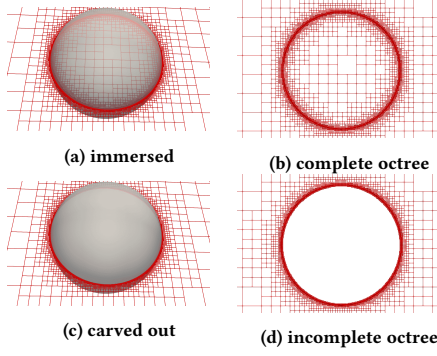 (a) immersed
(b) complete octree
(c) carved out
(d) incomplete octree